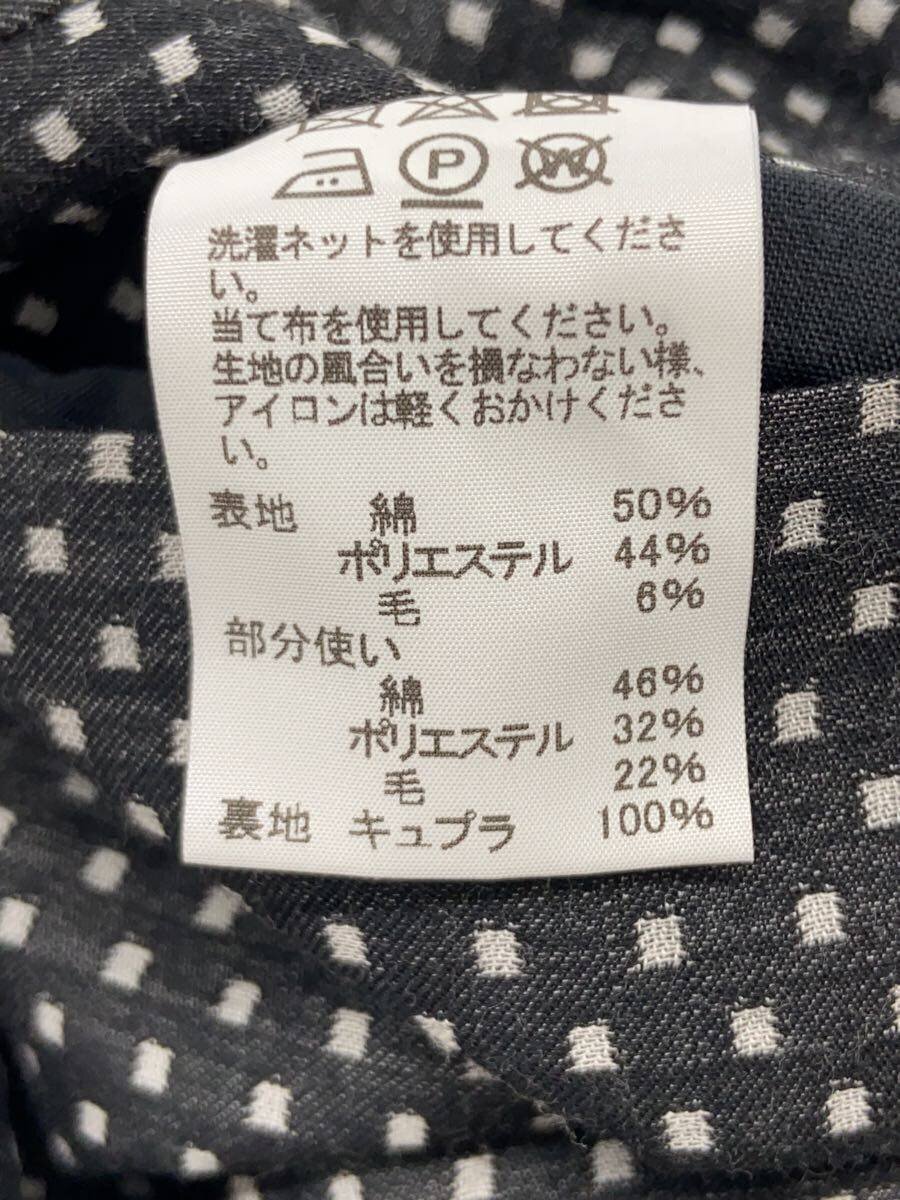 P W
洗濯ネットを使用してくださ
い。
当て布を使用してください。
生地の風合いを損なわない様、
アイロンは軽くおかけくださ
い。
表地 綿 50%
ポリエステル 44%
毛 6%
部分使い
綿 46%
ポリエステル 32%
毛 22%
裏地 キュプラ 100%